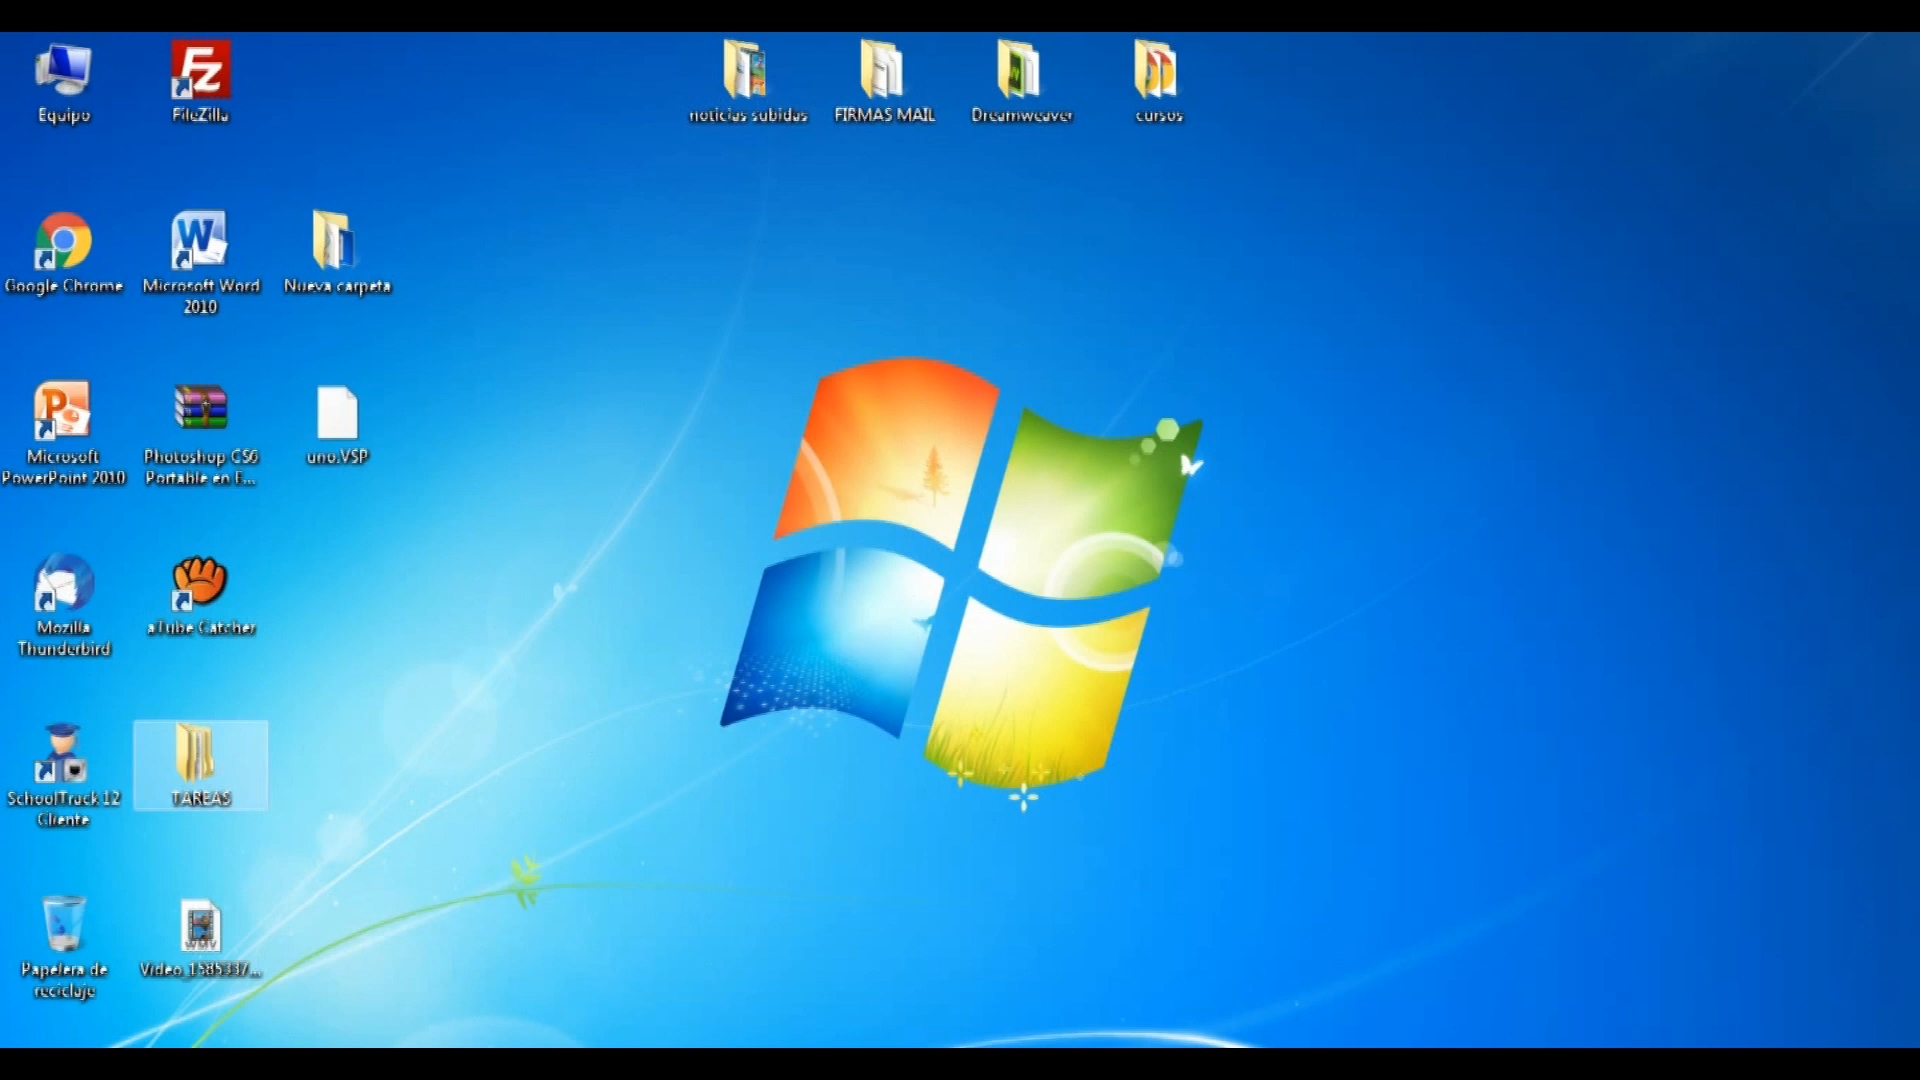 Equipo
FileZilla
noticias subidas
FIRMAS MAIL
Dreamweaver
cursos
Google Chrome
Microsoft Word
2010
Nueva carpeta
Microsoft
PowerPoint 2010
Photoshop CS6
Portable en E...
uno.VSP
Mozilla
Thunderbird
aTube Catcher
SchoolTrack 12
Cliente
TAREAS
WMV
Papelera de
reciclaje
Video_1585337...